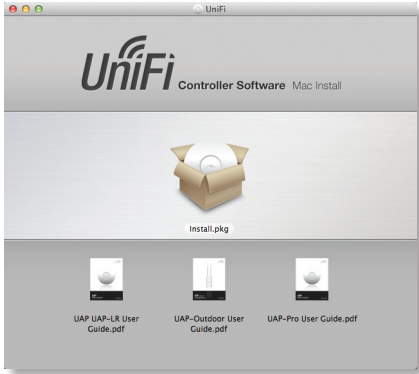 UniFi
UniFi Controller Software Mac Install
Install.pkg
UAP UAP-LR User
Guide.pdf
UAP-Outdoor User
Guide.pdf
UAP-Pro User Guide.pdf